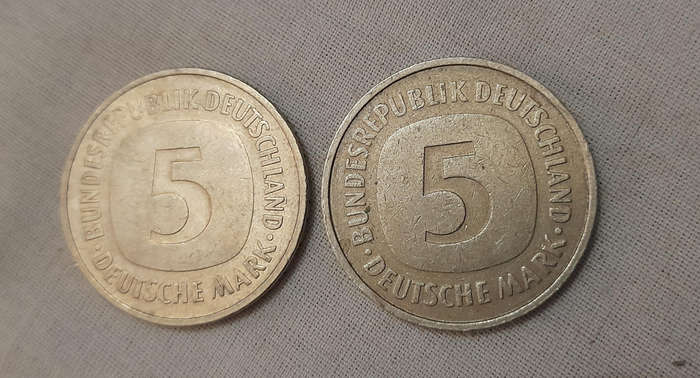 BUNDESREPUBLIK DEUTSCHLAND
5
· DEUTSCHE MARK ·
BUNDESREPUBLIK DEUTSCHLAND
5
· DEUTSCHE MARK ·